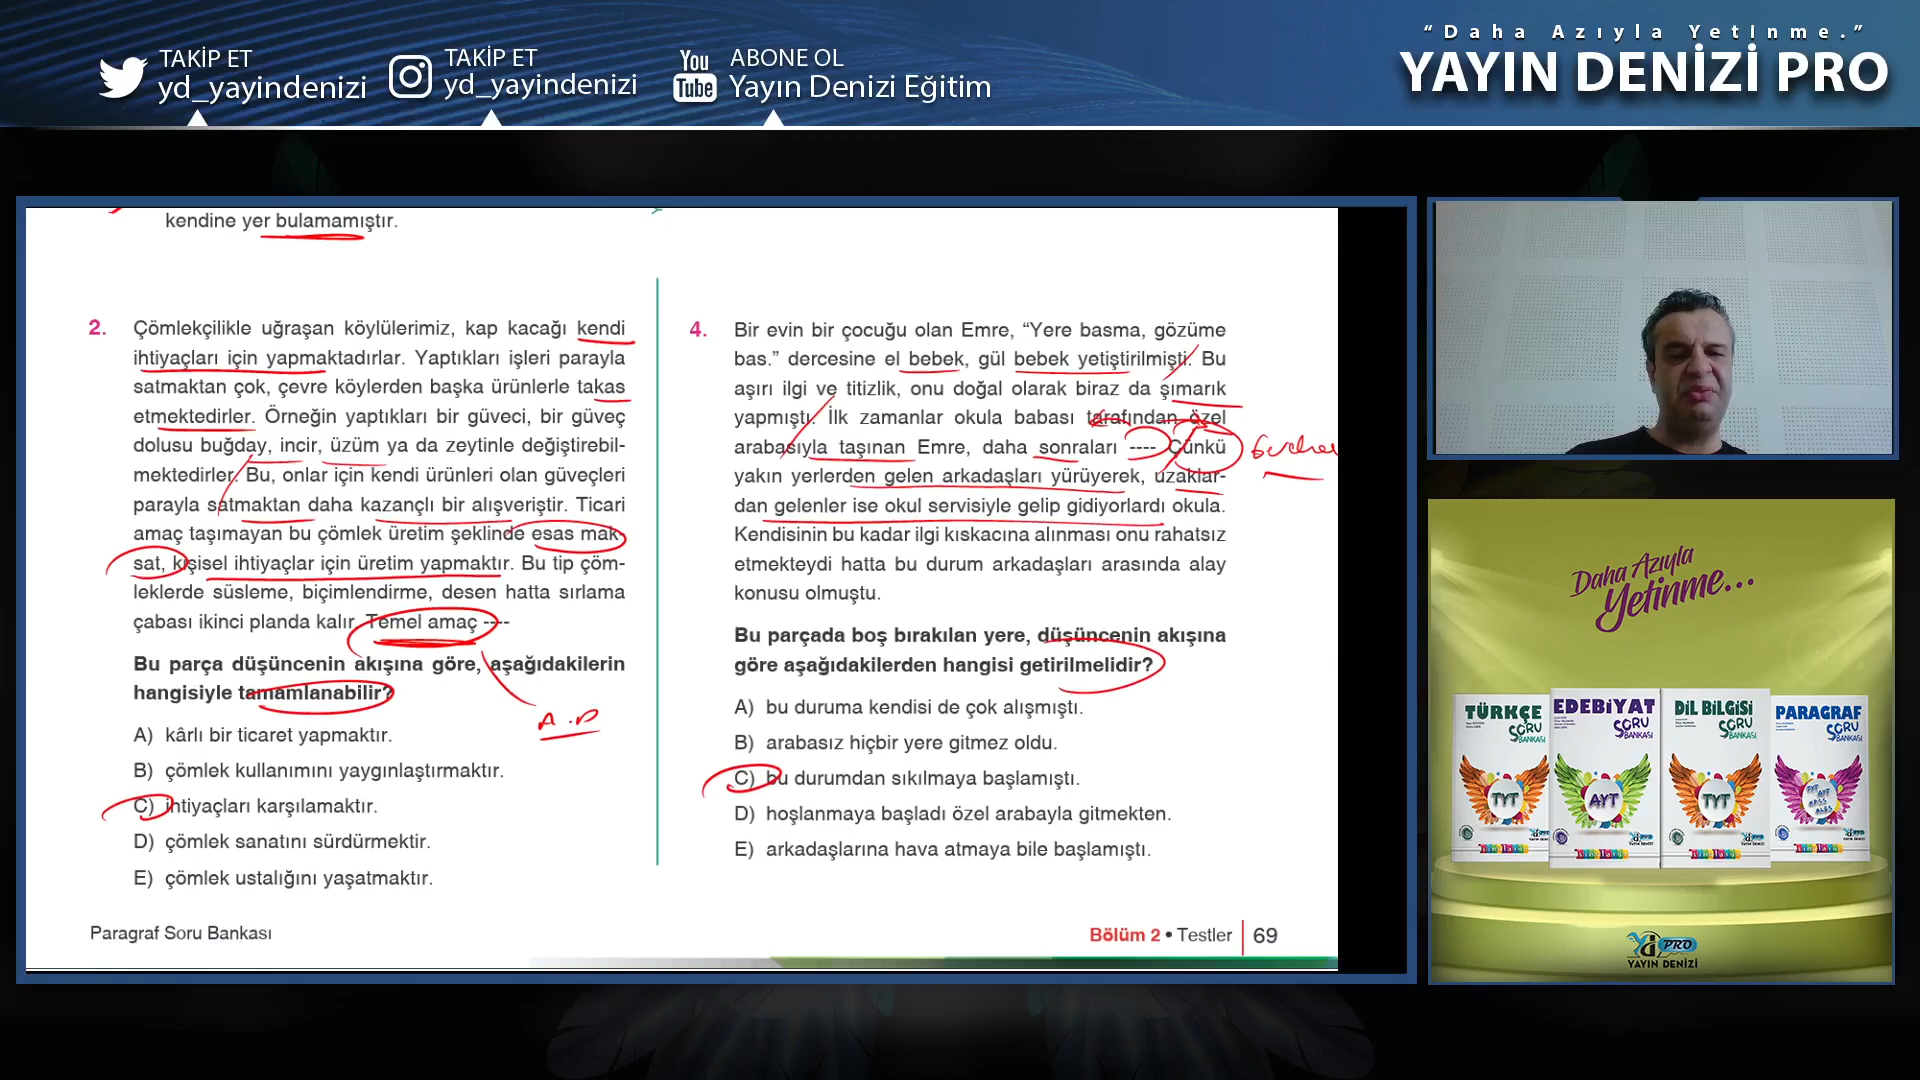 “Daha Azıyla Yetinme.”
YAYIN DENİZİ PRO
TAKİP ET
yd_yayindenizi
TAKİP ET
yd_yayindenizi
You
Tube
ABONE OL
Yayın Denizi Eğitim
kendine yer bulamamıştır.
2. Çömlekçilikle uğraşan köylülerimiz, kap kacağı kendi
ihtiyaçları için yapmaktadırlar. Yaptıkları işleri parayla
satmaktan çok, çevre köylerden başka ürünlerle takas
etmektedirler. Örneğin yaptıkları bir güveci, bir güveç
dolusu buğday, incir, üzüm ya da zeytinle değiştirebil-
mektedirler. Bu, onlar için kendi ürünleri olan güveçleri
parayla satmaktan daha kazançlı bir alışveriştir. Ticari
amaç taşımayan bu çömlek üretim şeklinde esas mak-
sat, kişisel ihtiyaçlar için üretim yapmaktır. Bu tip çöm-
leklerde süsleme, biçimlendirme, desen hatta sırlama
çabası ikinci planda kalır. Temel amaç ----
Bu parça düşüncenin akışına göre, aşağıdakilerin
hangisiyle tamamlanabilir?
A.D
A) kârlı bir ticaret yapmaktır.
B) çömlek kullanımını yaygınlaştırmaktır.
C) ihtiyaçları karşılamaktır.
D) çömlek sanatını sürdürmektir.
E) çömlek ustalığını yaşatmaktır.
4. Bir evin bir çocuğu olan Emre, “Yere basma, gözüme
bas.” dercesine el bebek, gül bebek yetiştirilmişti. Bu
aşırı ilgi ve titizlik, onu doğal olarak biraz da şımarık
yapmıştı. İlk zamanlar okula babası tarafından özel
arabasıyla taşınan Emre, daha sonraları ---- Çünkü
yakın yerlerden gelen arkadaşları yürüyerek, uzaklar-
dan gelenler ise okul servisiyle gelip gidiyorlardı okula.
Kendisinin bu kadar ilgi kıskacına alınması onu rahatsız
etmekteydi hatta bu durum arkadaşları arasında alay
konusu olmuştu.
Bu parçada boş bırakılan yere, düşüncenin akışına
göre aşağıdakilerden hangisi getirilmelidir?
A) bu duruma kendisi de çok alışmıştı.
B) arabasız hiçbir yere gitmez oldu.
C) bu durumdan sıkılmaya başlamıştı.
D) hoşlanmaya başladı özel arabayla gitmekten.
E) arkadaşlarına hava atmaya bile başlamıştı.
Paragraf Soru Bankası
Bölüm 2 • Testler 69
Daha Azıyla
Yetinme...
TÜRKÇE
SORU
BANKASI
TYT
EDEBİYAT
SORU
BANKASI
AYT
DİL BİLGİSİ
SORU
BANKASI
TYT
PARAGRAF
SORU
BANKASI
PRO
YAYIN DENİZİ